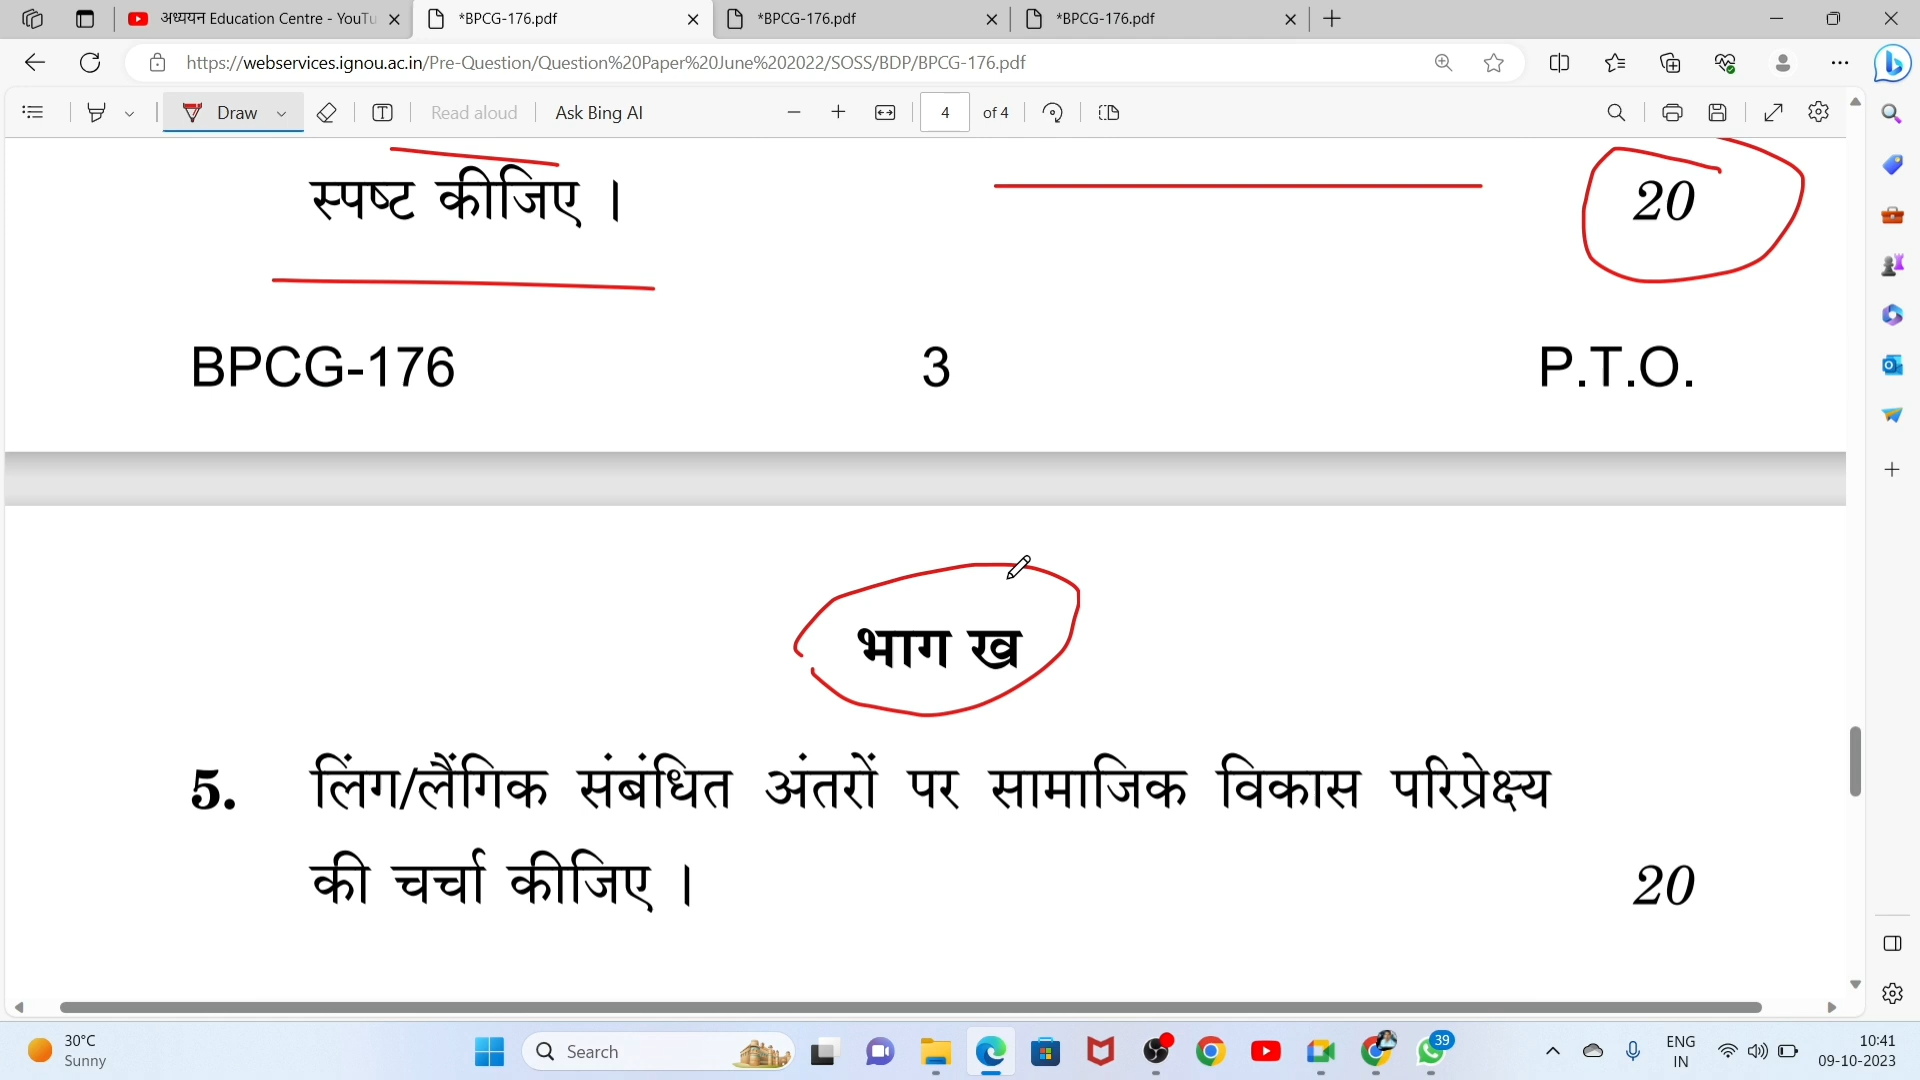 अध्ययन Education Centre - YouTu
*BPCG-176.pdf
*BPCG-176.pdf
*BPCG-176.pdf
https://webservices.ignou.ac.in/Pre-Question/Question%20Paper%20June%202022/SOSS/BDP/BPCG-176.pdf
Draw
Read aloud
Ask Bing AI
4
of 4
स्पष्ट कीजिए ।
20
BPCG-176
3
P.T.O.
भाग ख
5. लिंग/लैंगिक संबंधित अंतरों पर सामाजिक विकास परिप्रेक्ष्य
की चर्चा कीजिए ।
20
30°C
Sunny
Search
39
ENG
IN
10:41
09-10-2023